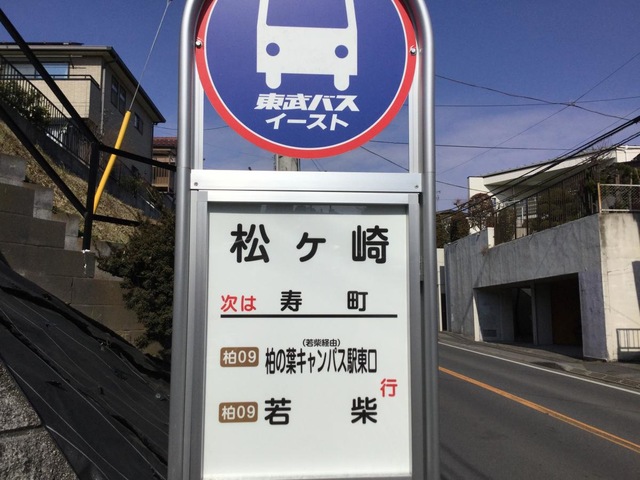 東武バス
イースト
松ヶ崎
次は 寿町
(若柴経由)
柏09 柏の葉キャンパス駅東口
行
柏09 若柴